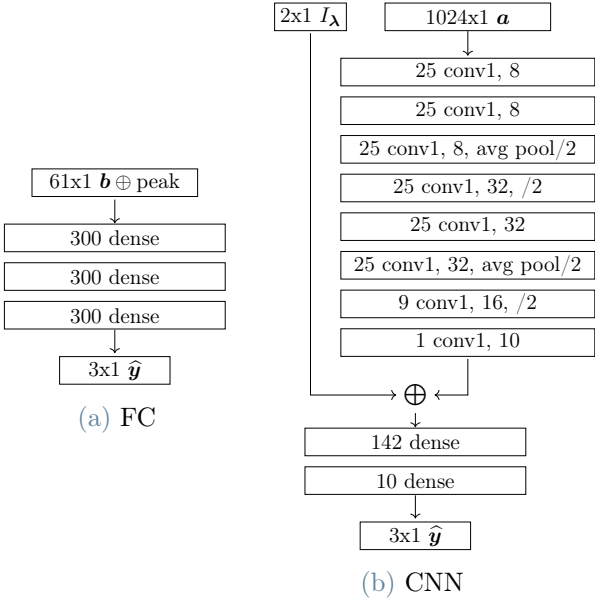 61x1 b ⊕ peak
300 dense
300 dense
300 dense
3x1 ŷ
(a) FC
2x1 I_λ
1024x1 a
25 conv1, 8
25 conv1, 8
25 conv1, 8, avg pool/2
25 conv1, 32, /2
25 conv1, 32
25 conv1, 32, avg pool/2
9 conv1, 16, /2
1 conv1, 10
⊕
142 dense
10 dense
3x1 ŷ
(b) CNN